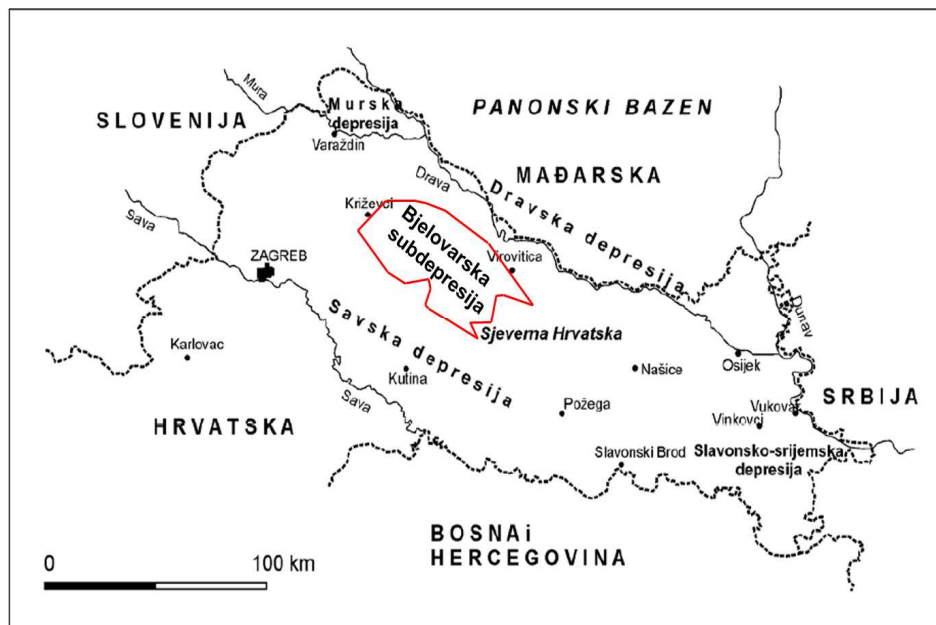 Mura
SLOVENIJA
Murska
depresija
Varaždin
PANONSKI BAZEN
MAĐARSKA
Drava
Dravska depresija
Križevci
Bjelovarska
subdepresija
Virovitica
Sava
ZAGREB
Sjeverna Hrvatska
Savska depresija
Dunav
Karlovac
Kutina
Našice
Osijek
SRBIJA
Sava
Požega
Vukovar
Vinkovci
HRVATSKA
Slavonski Brod
Slavonsko-srijemska
depresija
BOSNA i
HERCEGOVINA
0 100 km